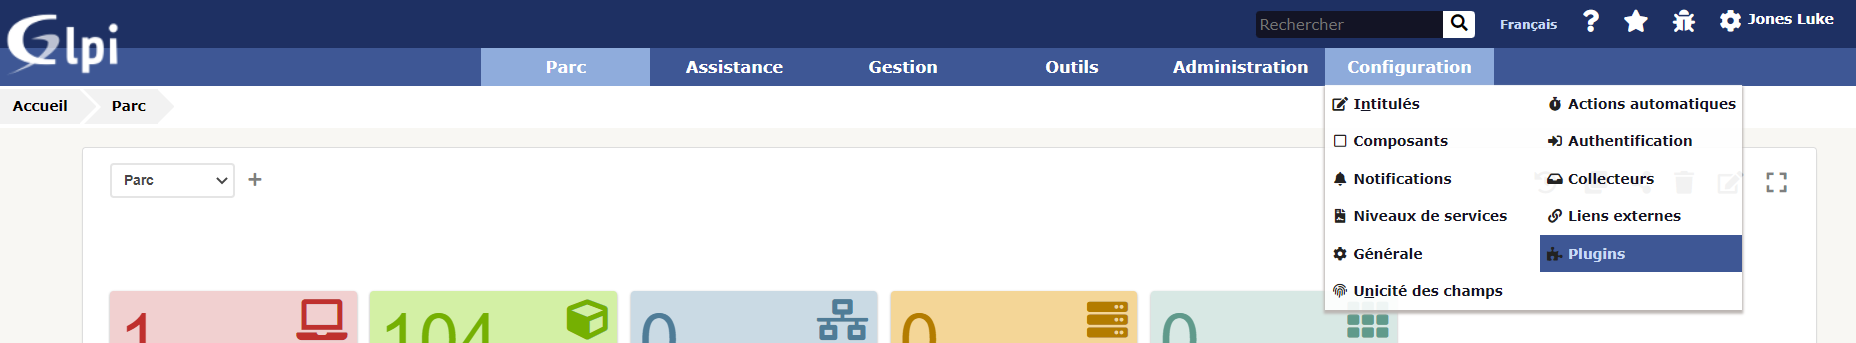 Glpi
Rechercher
Français
Jones Luke
Parc
Assistance
Gestion
Outils
Administration
Configuration
Accueil
Parc
Intitulés
Actions automatiques
Composants
Authentification
Notifications
Collecteurs
Niveaux de services
Liens externes
Générale
Plugins
Unicité des champs
Parc
1
104
0
0
0